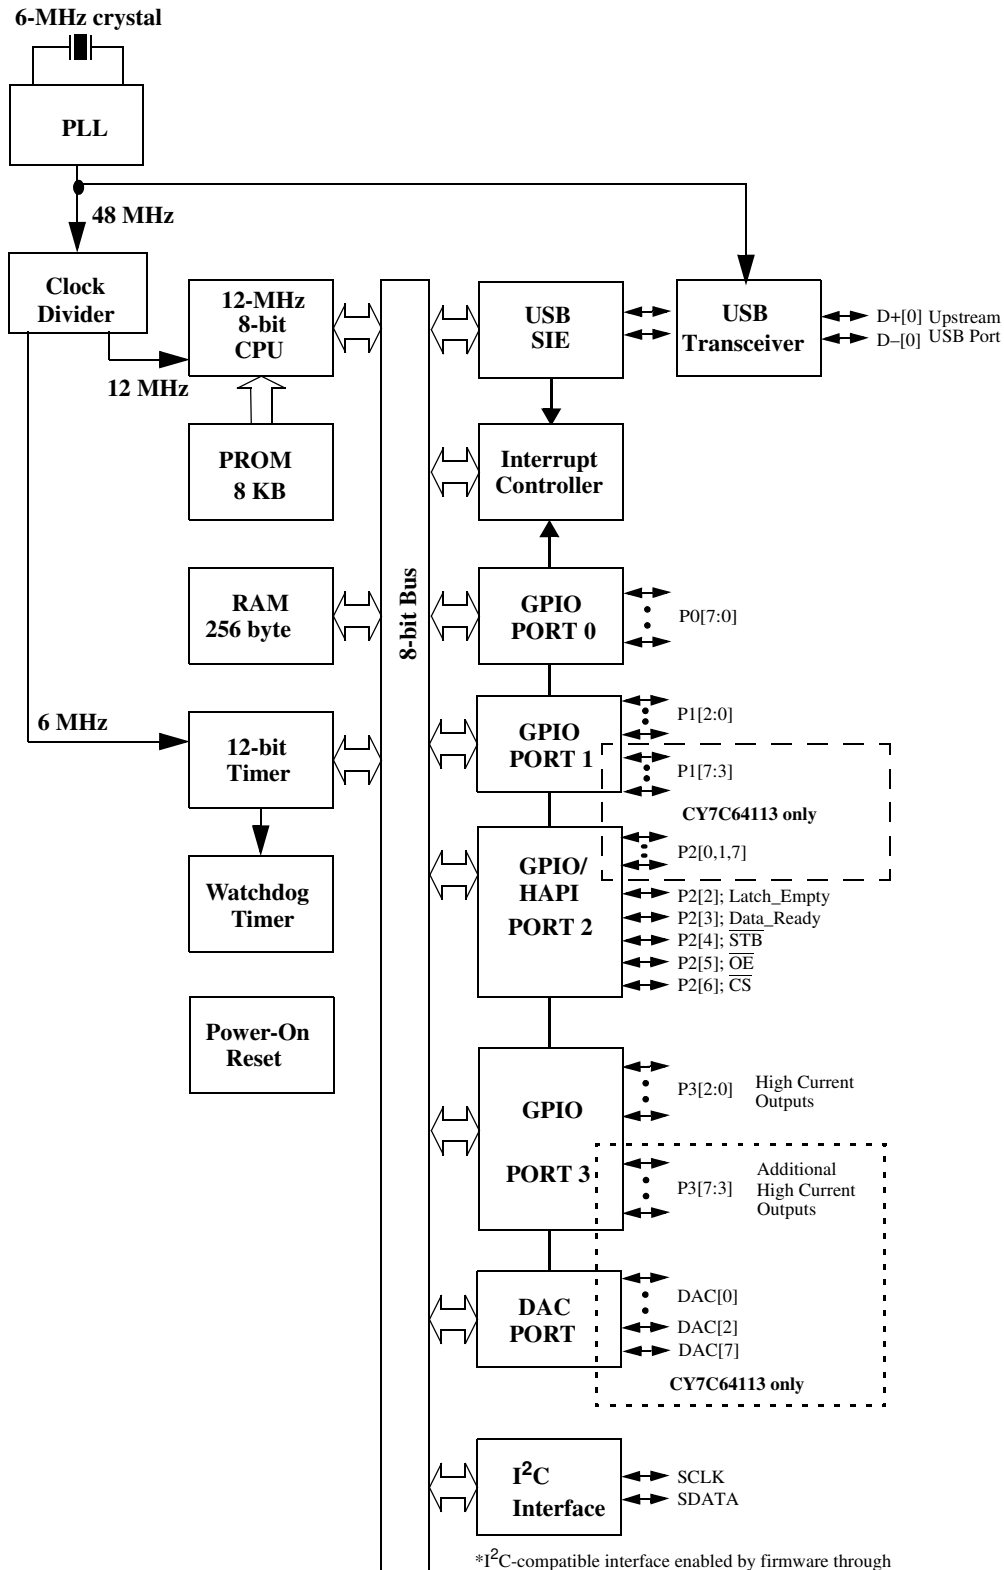 6-MHz crystal
PLL
48 MHz
Clock
Divider
12-MHz
8-bit
CPU
12 MHz
USB
SIE
USB
Transceiver
D+[0] Upstream
D–[0] USB Port
PROM
8 KB
Interrupt
Controller
8-bit Bus
RAM
256 byte
GPIO
PORT 0
P0[7:0]
6 MHz
12-bit
Timer
GPIO
PORT 1
P1[2:0]
P1[7:3]
CY7C64113 only
P2[0,1,7]
Watchdog
Timer
GPIO/
HAPI
PORT 2
P2[2]; Latch_Empty
P2[3]; Data_Ready
P2[4]; S̅T̅B̅
P2[5]; O̅E̅
P2[6]; C̅S̅
Power-On
Reset
GPIO
PORT 3
P3[2:0]
High Current
Outputs
P3[7:3]
Additional
High Current
Outputs
DAC
PORT
DAC[0]
DAC[2]
DAC[7]
CY7C64113 only
I²C
Interface
SCLK
SDATA
*I²C-compatible interface enabled by firmware through